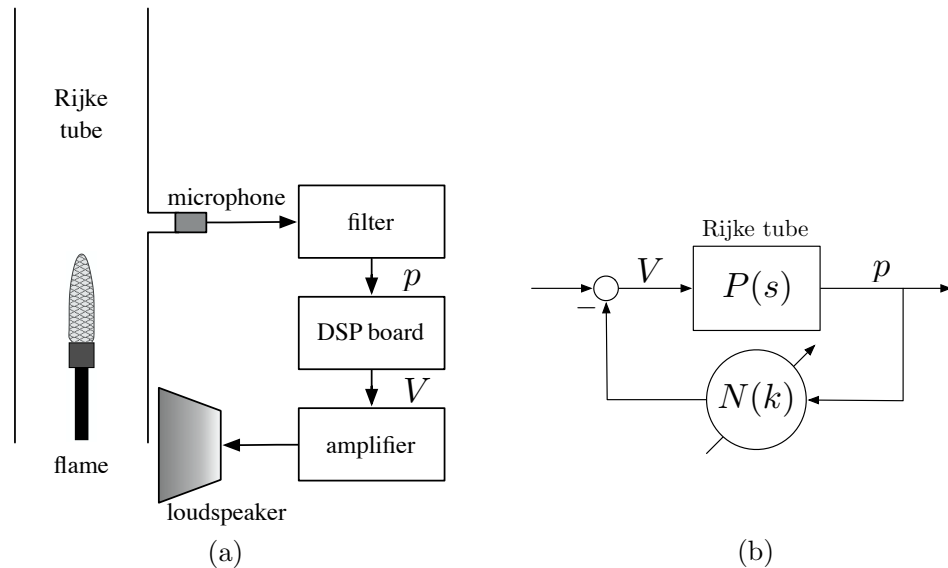 Rijke
tube
microphone
filter
p
DSP board
V
amplifier
flame
loudspeaker
(a)
Rijke tube
V
P(s)
p
−
N(k)
(b)